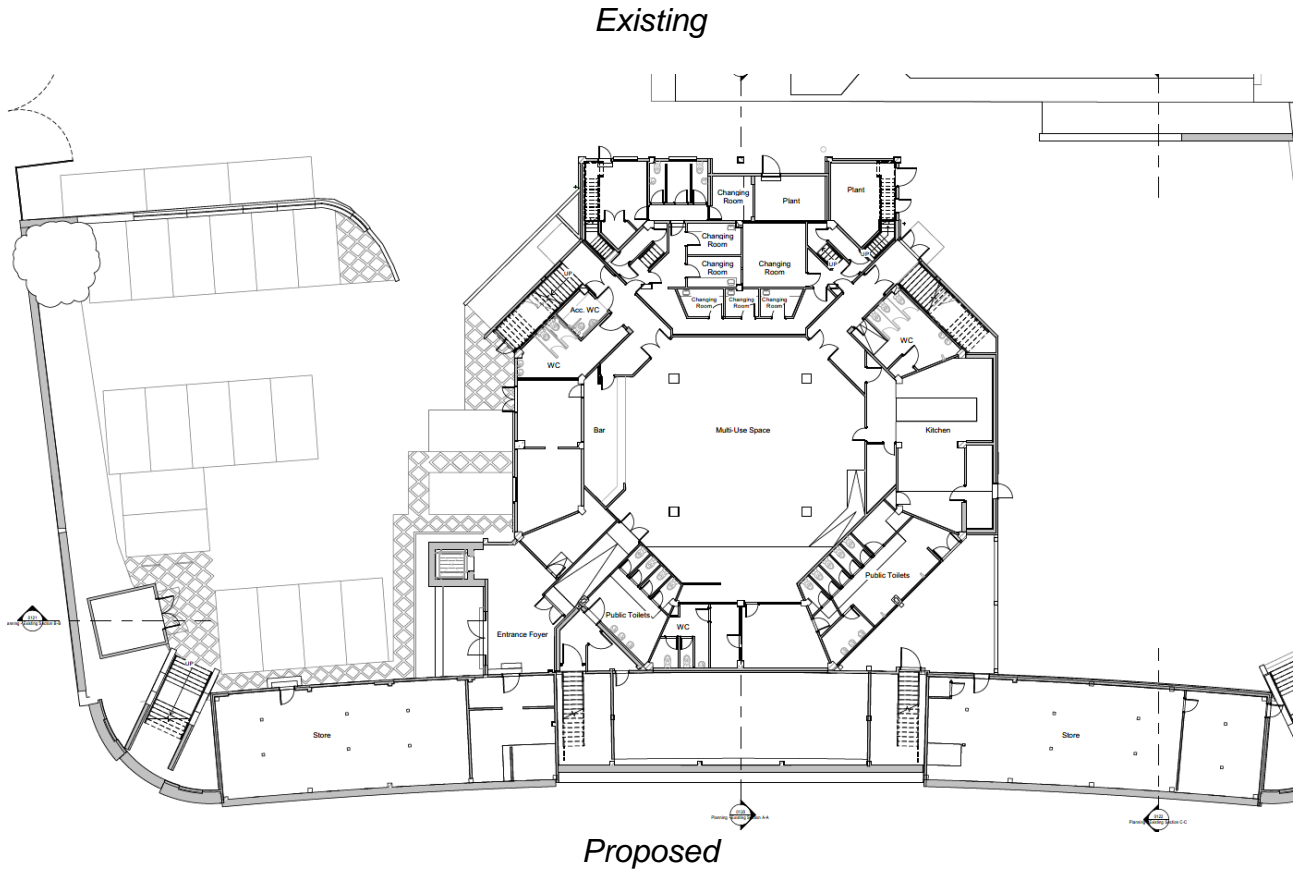 Existing
Changing
Room
Plant
Plant
Changing
Room
Changing
Room
Changing
Room
UP
UP
UP
Changing
Room
Changing
Room
Changing
Room
Acc. WC
WC
WC
Bar
Multi-Use Space
Kitchen
Public Toilets
Public Toilets
WC
Entrance Foyer
UP
Store
Store
Proposed